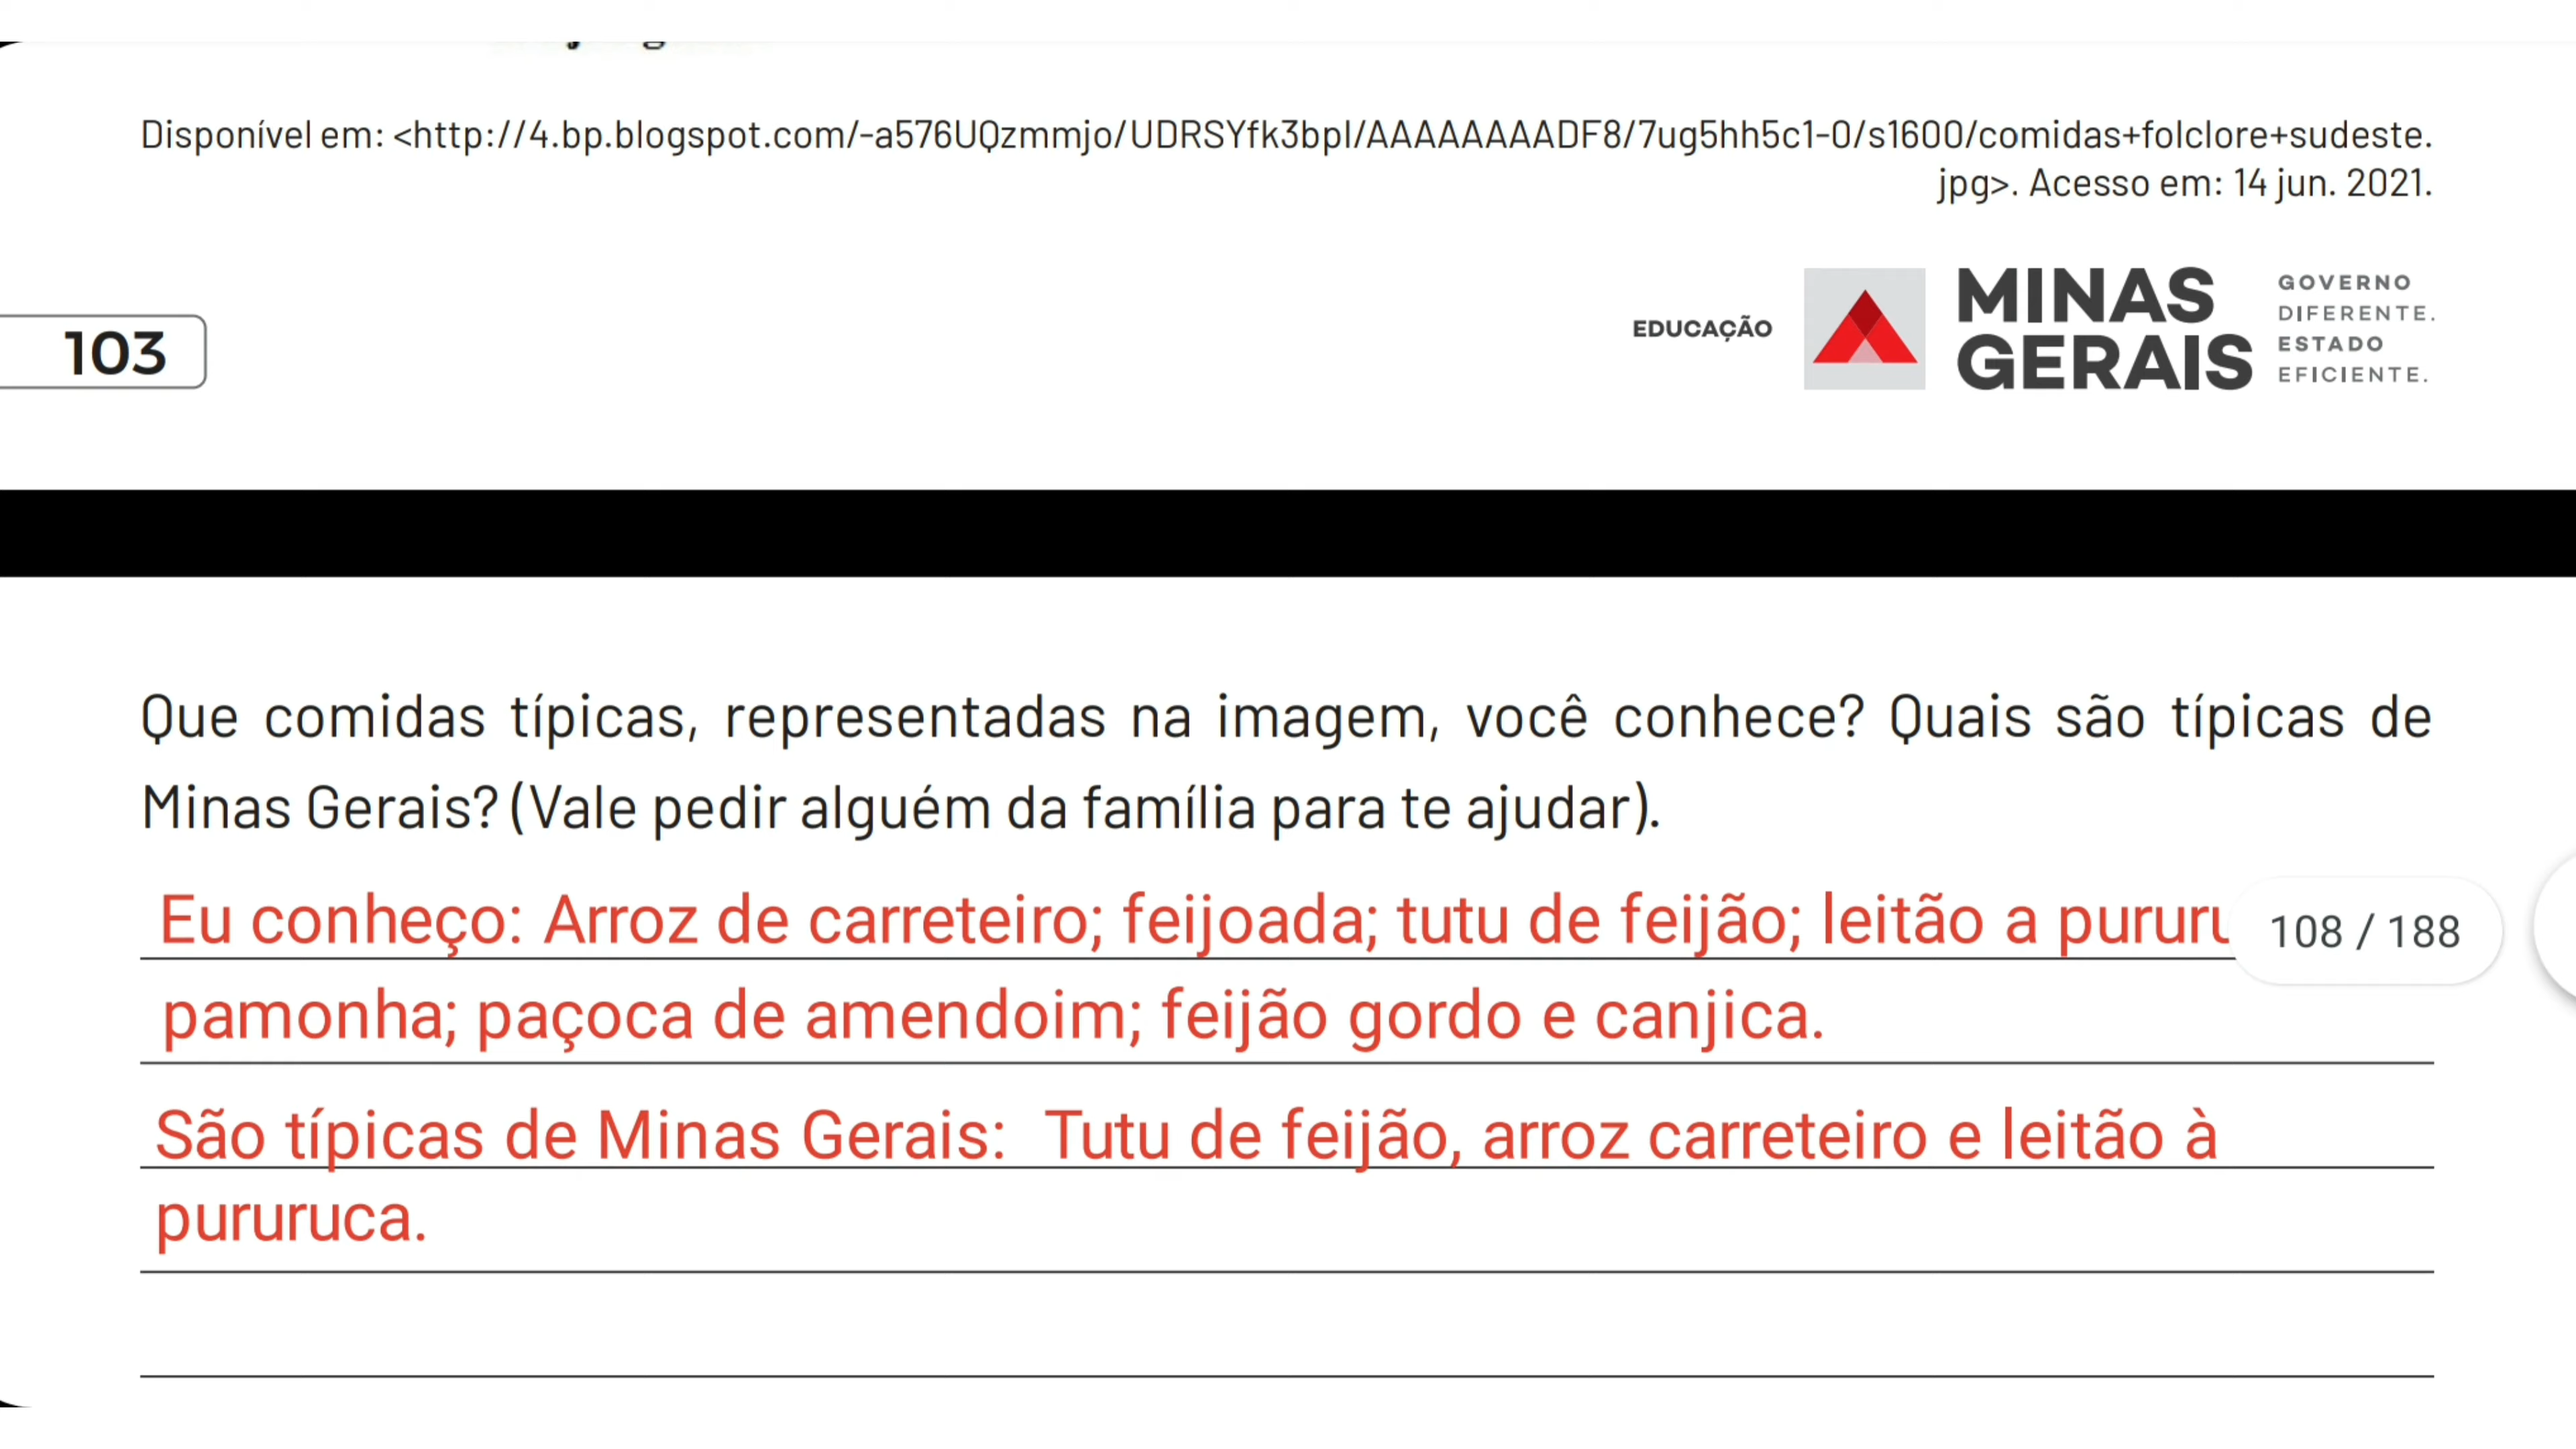 Disponível em: <http://4.bp.blogspot.com/-a576UQzmmjo/UDRSYfk3bpI/AAAAAAAADF8/7ug5hh5c1-0/s1600/comidas+folclore+sudeste.
jpg>. Acesso em: 14 jun. 2021.
103
EDUCAÇÃO
MINAS
GERAIS
GOVERNO
DIFERENTE.
ESTADO
EFICIENTE.
Que comidas típicas, representadas na imagem, você conhece? Quais são típicas de
Minas Gerais? (Vale pedir alguém da família para te ajudar).
Eu conheço: Arroz de carreteiro; feijoada; tutu de feijão; leitão a pururu
108 / 188
pamonha; paçoca de amendoim; feijão gordo e canjica.
São típicas de Minas Gerais: Tutu de feijão, arroz carreteiro e leitão à
pururuca.